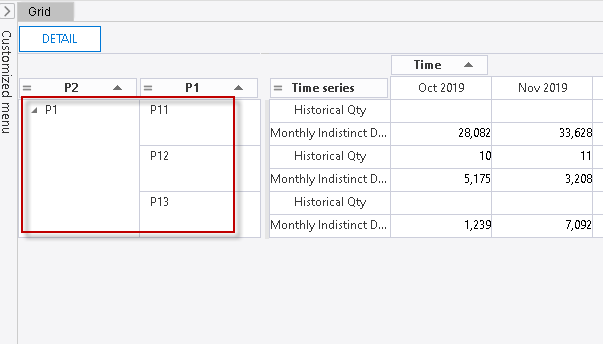 Grid
Customized menu
DETAIL
Time
P2 P1 Time series Oct 2019 Nov 2019
P1 P11 Historical Qty
Monthly Indistinct D... 28,082 33,628
P12 Historical Qty 10 11
Monthly Indistinct D... 5,175 3,208
P13 Historical Qty
Monthly Indistinct D... 1,239 7,092